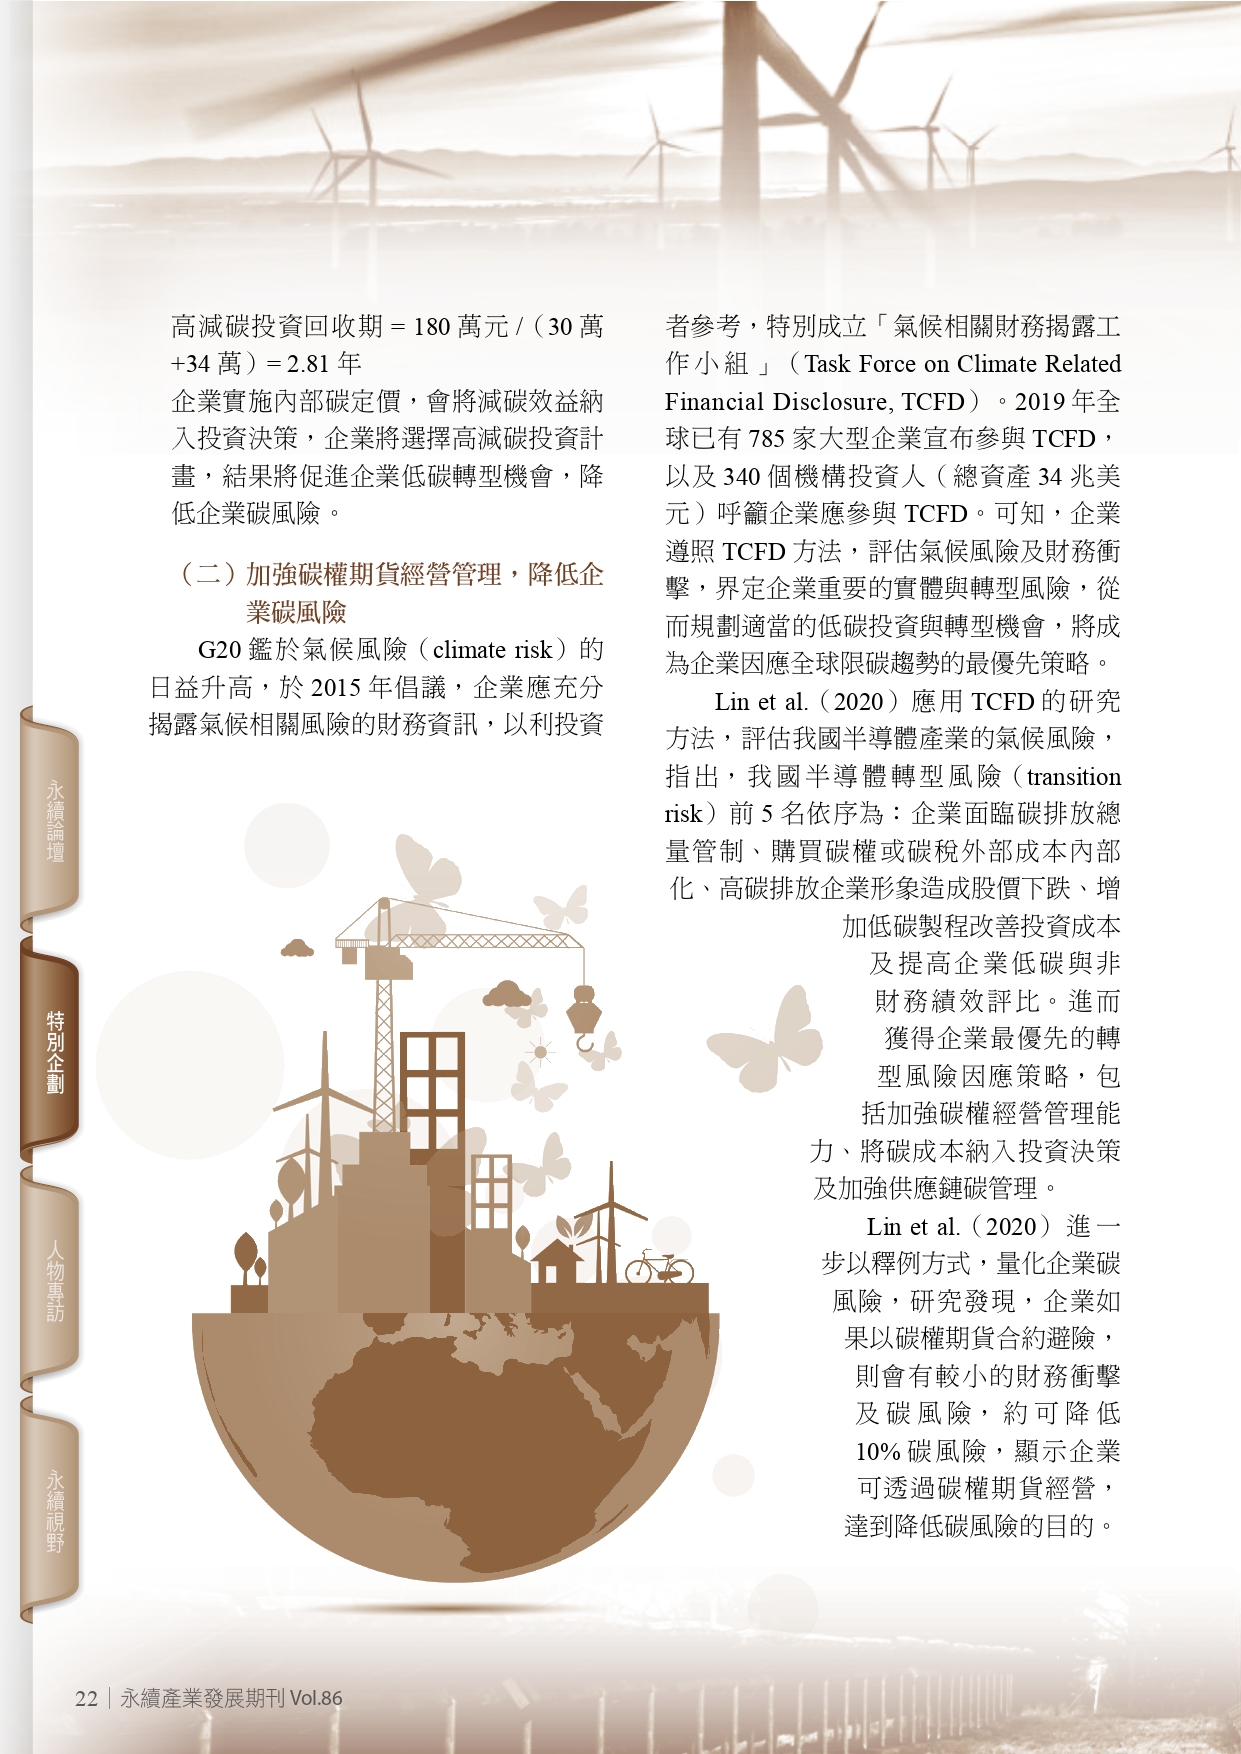 高減碳投資回收期 = 180 萬元 /（30 萬
+34 萬）= 2.81 年
企業實施內部碳定價，會將減碳效益納
入投資決策，企業將選擇高減碳投資計
畫，結果將促進企業低碳轉型機會，降
低企業碳風險。
（二）加強碳權期貨經營管理，降低企
業碳風險
G20 鑑於氣候風險（climate risk）的
日益升高，於 2015 年倡議，企業應充分
揭露氣候相關風險的財務資訊，以利投資
者參考，特別成立「氣候相關財務揭露工
作小組」（Task Force on Climate Related
Financial Disclosure, TCFD）。2019 年全
球已有 785 家大型企業宣布參與 TCFD，
以及 340 個機構投資人（總資產 34 兆美
元）呼籲企業應參與 TCFD。可知，企業
遵照 TCFD 方法，評估氣候風險及財務衝
擊，界定企業重要的實體與轉型風險，從
而規劃適當的低碳投資與轉型機會，將成
為企業因應全球限碳趨勢的最優先策略。
Lin et al.（2020）應用 TCFD 的研究
方法，評估我國半導體產業的氣候風險，
指出，我國半導體轉型風險（transition
risk）前 5 名依序為：企業面臨碳排放總
量管制、購買碳權或碳稅外部成本內部
化、高碳排放企業形象造成股價下跌、增
加低碳製程改善投資成本
及提高企業低碳與非
財務績效評比。進而
獲得企業最優先的轉
型風險因應策略，包
括加強碳權經營管理能
力、將碳成本納入投資決策
及加強供應鏈碳管理。
Lin et al.（2020）進一
步以釋例方式，量化企業碳
風險，研究發現，企業如
果以碳權期貨合約避險，
則會有較小的財務衝擊
及碳風險，約可降低
10% 碳風險，顯示企業
可透過碳權期貨經營，
達到降低碳風險的目的。
永續論壇
特別企劃
人物專訪
永續視野
22｜永續產業發展期刊 Vol.86